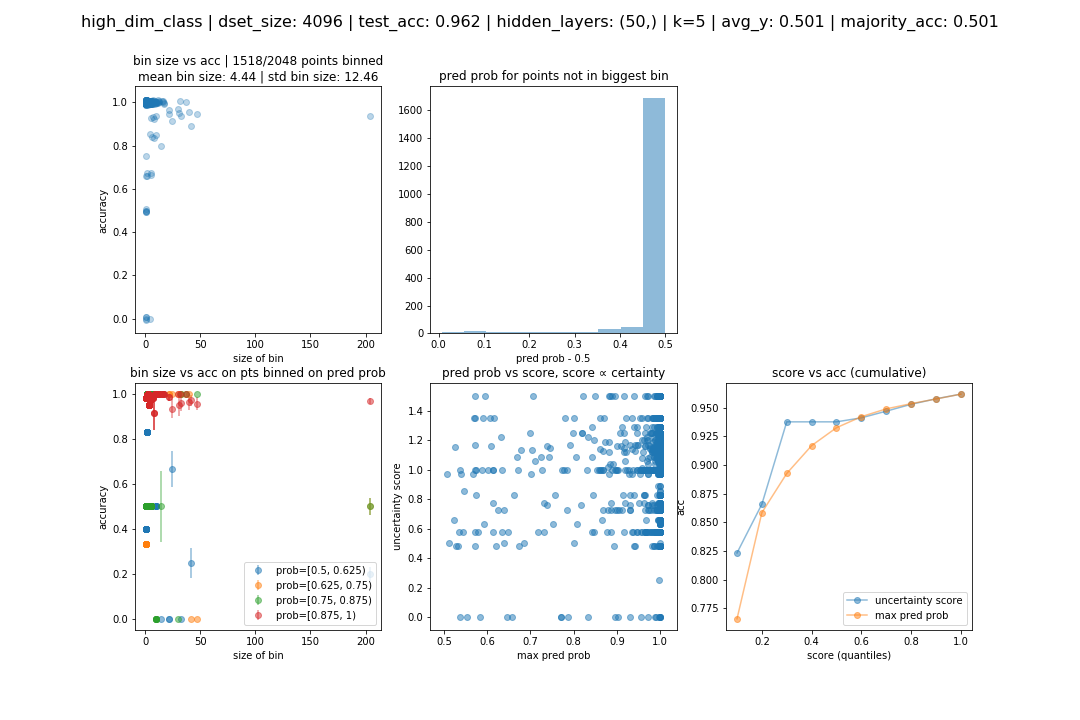 high_dim_class | dset_size: 4096 | test_acc: 0.962 | hidden_layers: (50,) | k=5 | avg_y: 0.501 | majority_acc: 0.501
bin size vs acc | 1518/2048 points binned
mean bin size: 4.44 | std bin size: 12.46
1.0
0.8
0.6
0.4
0.2
0.0
accuracy
0
50
100
150
200
size of bin
pred prob for points not in biggest bin
1600
1400
1200
1000
800
600
400
200
0
0.0
0.1
0.2
0.3
0.4
0.5
pred prob - 0.5
bin size vs acc on pts binned on pred prob
1.0
0.8
0.6
0.4
0.2
0.0
accuracy
prob=[0.5, 0.625)
prob=[0.625, 0.75)
prob=[0.75, 0.875)
prob=[0.875, 1)
0
50
100
150
200
size of bin
pred prob vs score, score ∝ certainty
1.4
1.2
1.0
0.8
0.6
0.4
0.2
0.0
uncertainty score
0.5
0.6
0.7
0.8
0.9
1.0
max pred prob
score vs acc (cumulative)
0.950
0.925
0.900
0.875
0.850
0.825
0.800
0.775
acc
uncertainty score
max pred prob
0.2
0.4
0.6
0.8
1.0
score (quantiles)